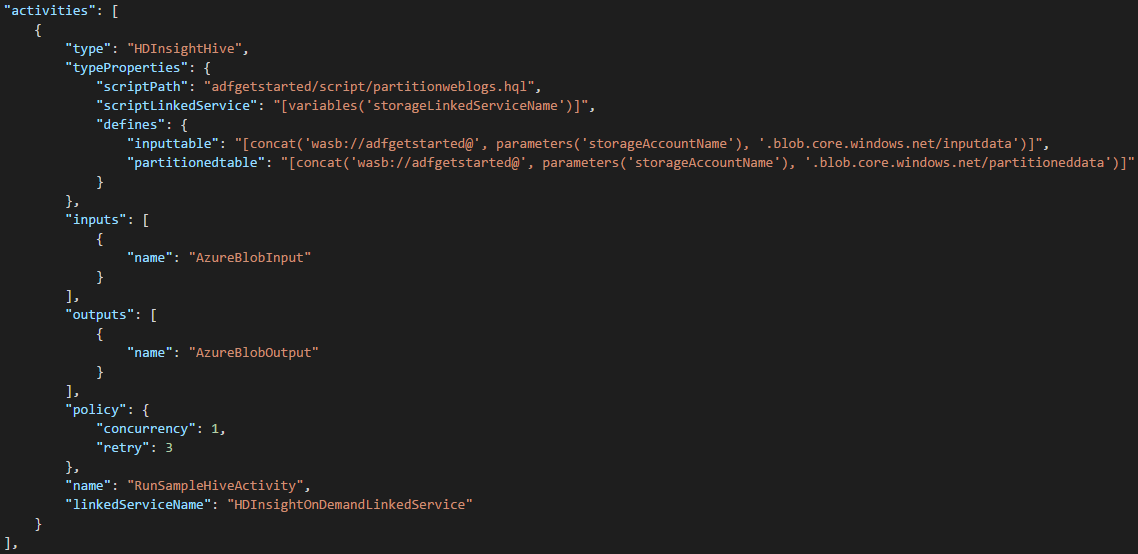 "activities": [
{
"type": "HDInsightHive",
"typeProperties": {
"scriptPath": "adfgetstarted/script/partitionweblogs.hql",
"scriptLinkedService": "[variables('storageLinkedServiceName')]",
"defines": {
"inputtable": "[concat('wasb://adfgetstarted@', parameters('storageAccountName'), '.blob.core.windows.net/inputdata')]",
"partitionedtable": "[concat('wasb://adfgetstarted@', parameters('storageAccountName'), '.blob.core.windows.net/partitioneddata')]"
}
},
"inputs": [
{
"name": "AzureBlobInput"
}
],
"outputs": [
{
"name": "AzureBlobOutput"
}
],
"policy": {
"concurrency": 1,
"retry": 3
},
"name": "RunSampleHiveActivity",
"linkedServiceName": "HDInsightOnDemandLinkedService"
}
],